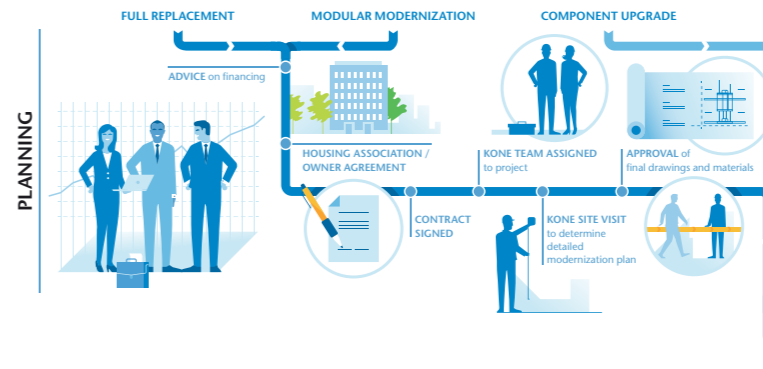 FULL REPLACEMENT
MODULAR MODERNIZATION
COMPONENT UPGRADE
PLANNING
ADVICE on financing
HOUSING ASSOCIATION /
OWNER AGREEMENT
CONTRACT
SIGNED
KONE TEAM ASSIGNED
to project
KONE SITE VISIT
to determine
detailed
modernization plan
APPROVAL of
final drawings and materials